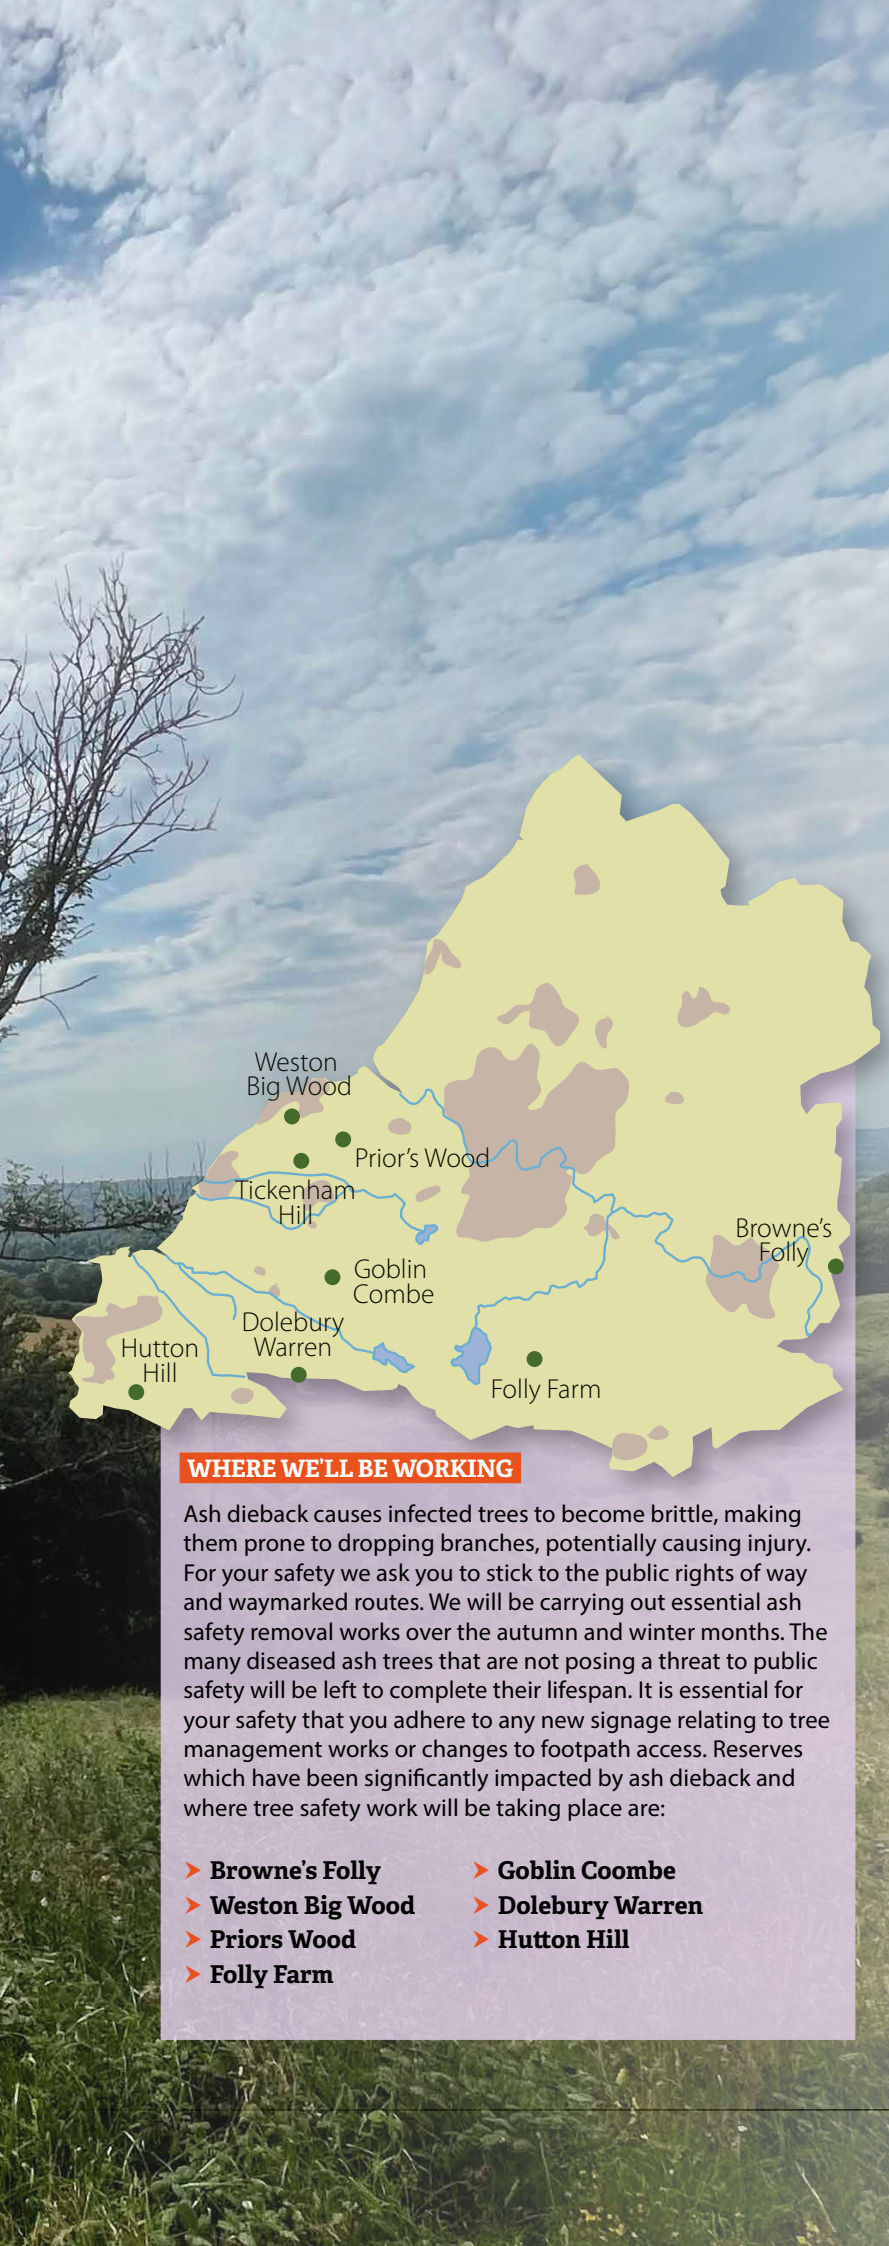 Weston
Big Wood
Prior’s Wood
Tickenham
Hill
Browne’s
Folly
Goblin
Combe
Dolebury
Warren
Hutton
Hill
Folly Farm
WHERE WE’LL BE WORKING
Ash dieback causes infected trees to become brittle, making
them prone to dropping branches, potentially causing injury.
For your safety we ask you to stick to the public rights of way
and waymarked routes. We will be carrying out essential ash
safety removal works over the autumn and winter months. The
many diseased ash trees that are not posing a threat to public
safety will be left to complete their lifespan. It is essential for
your safety that you adhere to any new signage relating to tree
management works or changes to footpath access. Reserves
which have been significantly impacted by ash dieback and
where tree safety work will be taking place are:
➤ Browne’s Folly
➤ Weston Big Wood
➤ Priors Wood
➤ Folly Farm
➤ Goblin Coombe
➤ Dolebury Warren
➤ Hutton Hill